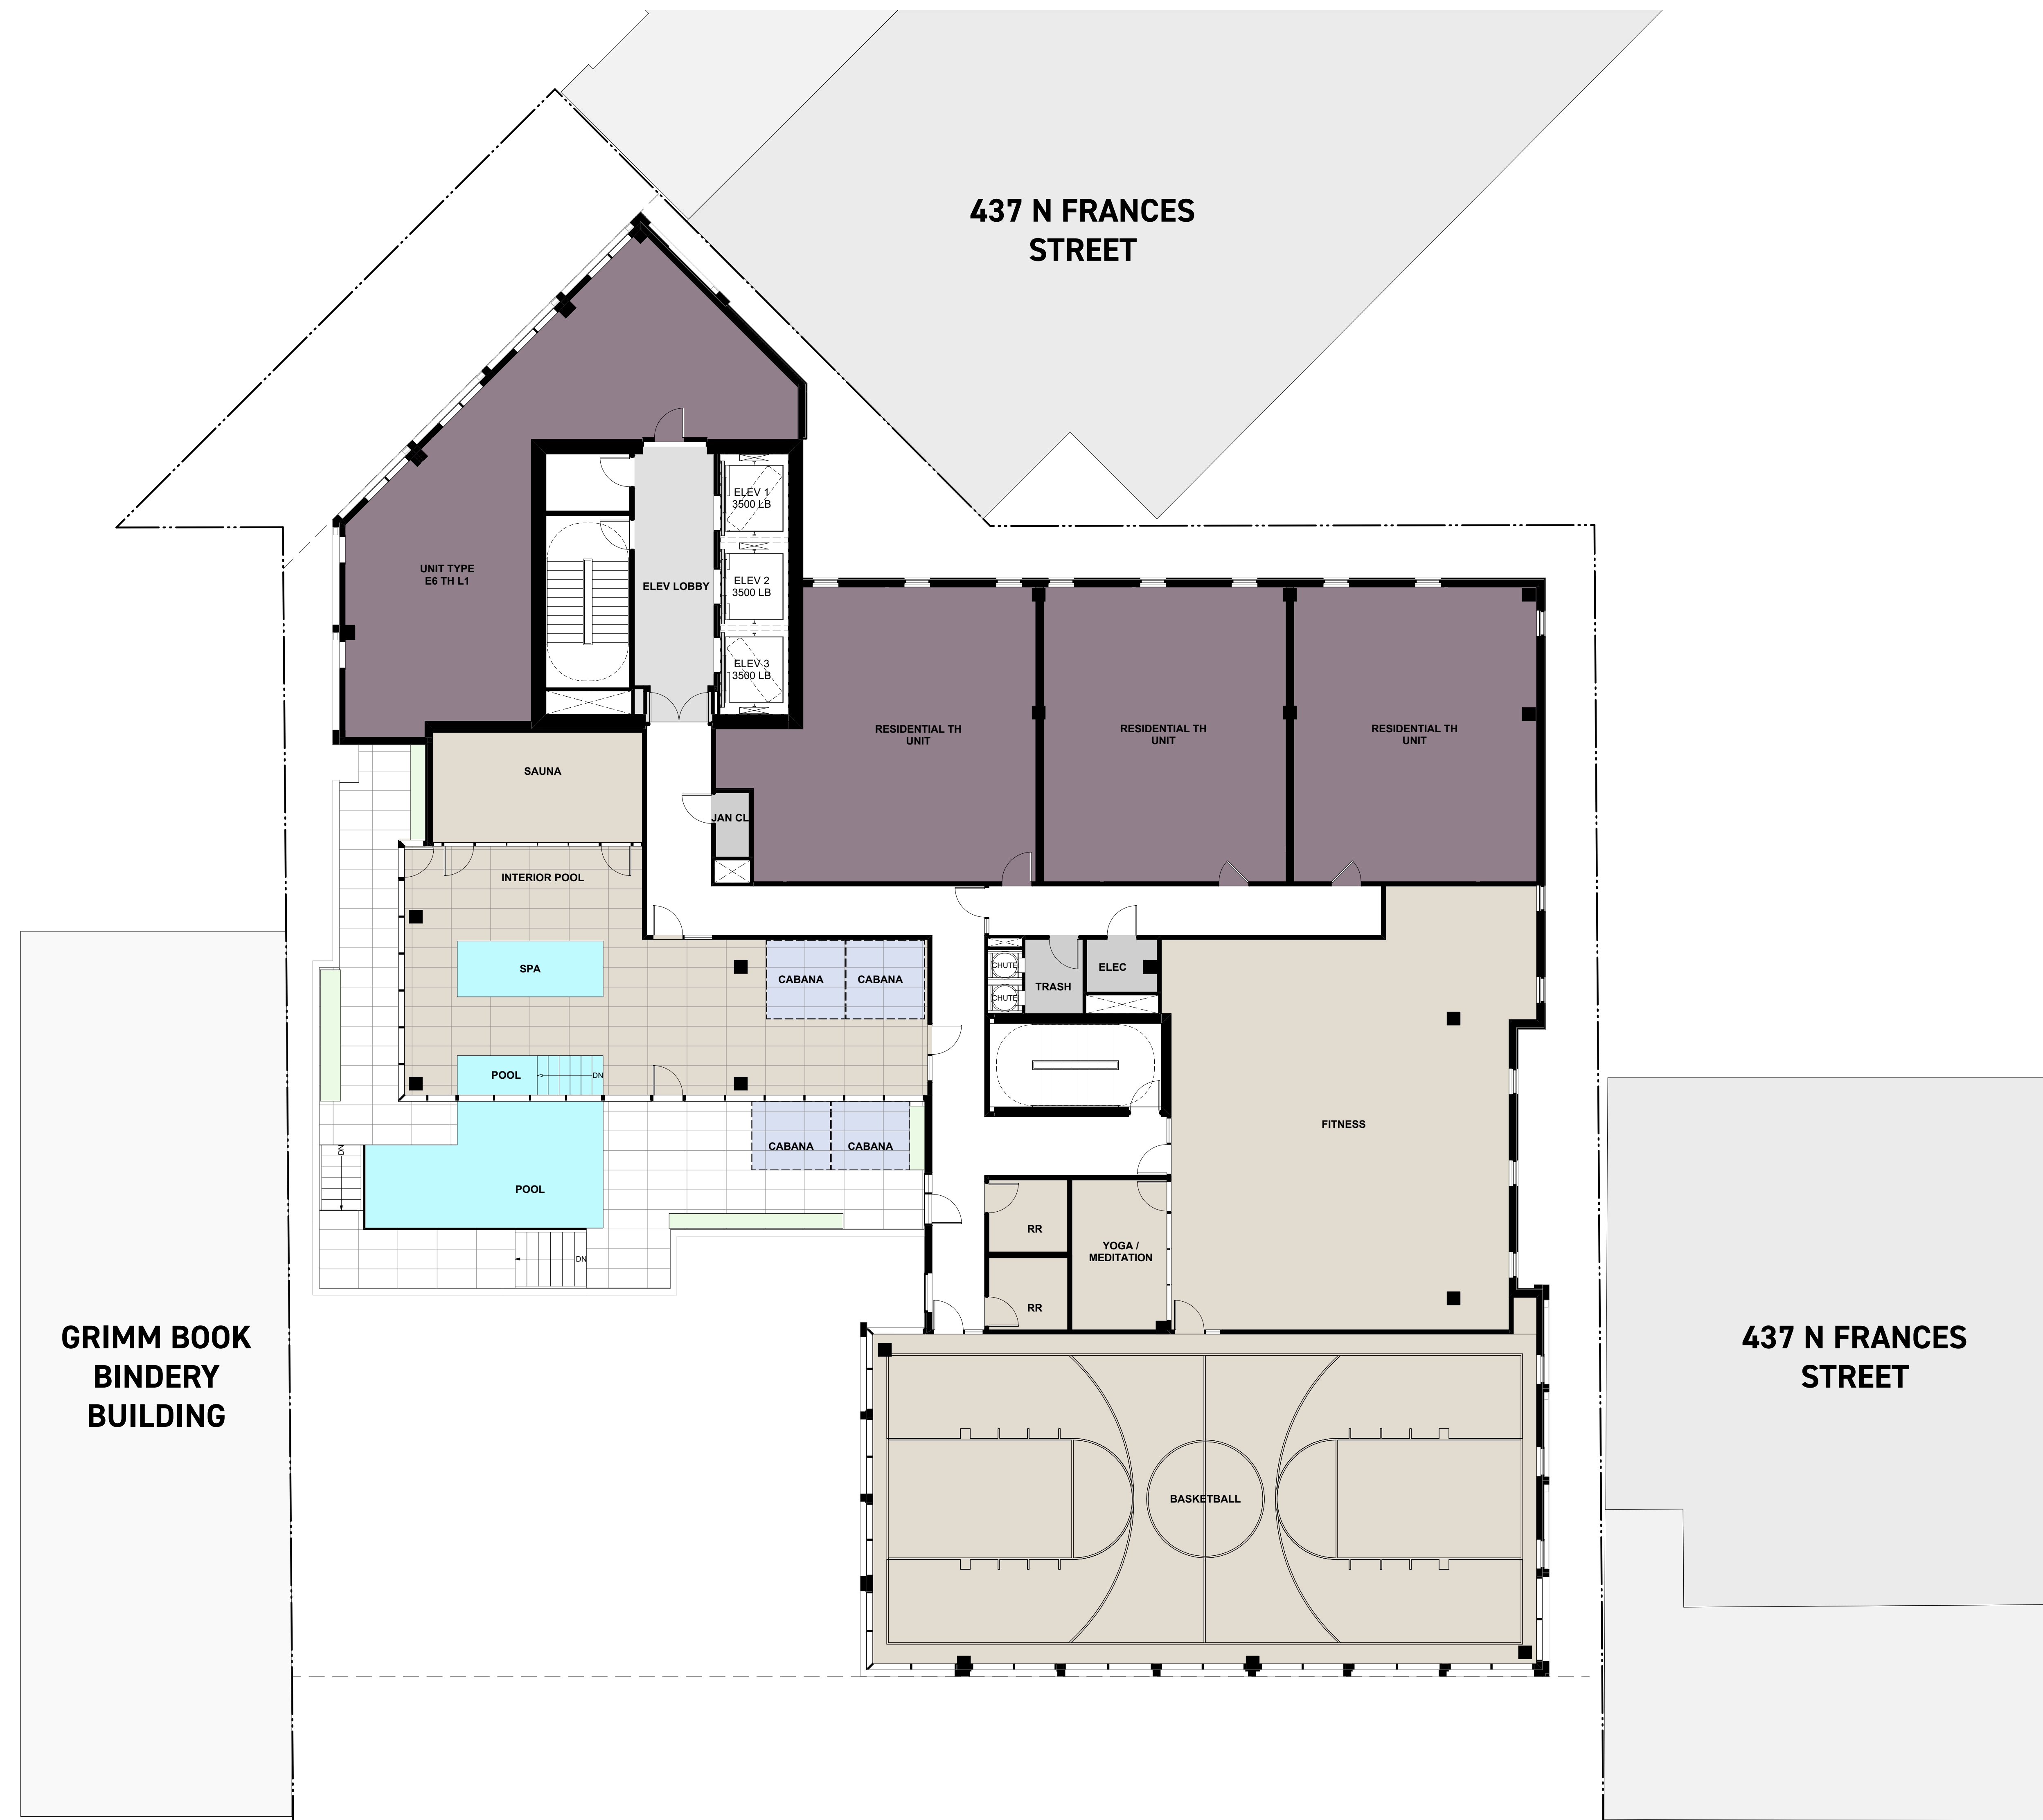 437 N FRANCES
STREET
ELEV 1
3500 LB
UNIT TYPE
E6 TH L1
ELEV LOBBY
ELEV 2
3500 LB
ELEV 3
3500 LB
RESIDENTIAL TH
UNIT
RESIDENTIAL TH
UNIT
RESIDENTIAL TH
UNIT
SAUNA
JAN CL
INTERIOR POOL
SPA
CABANA
CABANA
CHUTE
CHUTE
TRASH
ELEC
POOL
DN
CABANA
CABANA
FITNESS
DN
POOL
RR
YOGA /
MEDITATION
DN
RR
GRIMM BOOK
BINDERY
BUILDING
437 N FRANCES
STREET
BASKETBALL